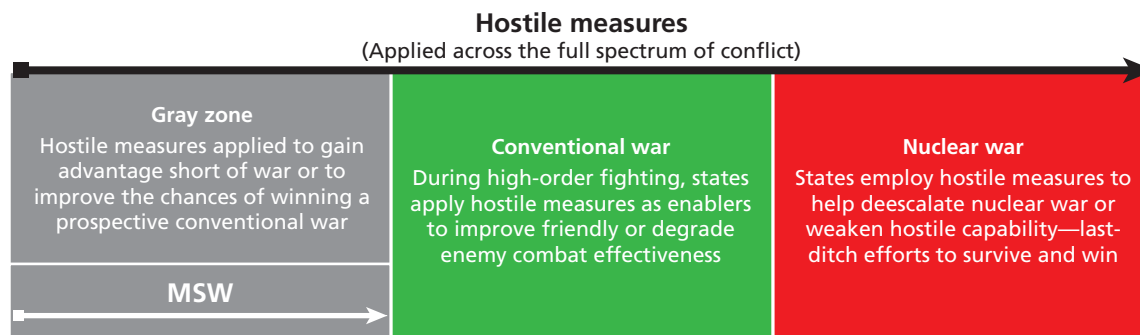 Hostile measures
(Applied across the full spectrum of conflict)
Gray zone
Hostile measures applied to gain
advantage short of war or to
improve the chances of winning a
prospective conventional war
MSW
Conventional war
During high-order fighting, states
apply hostile measures as enablers
to improve friendly or degrade
enemy combat effectiveness
Nuclear war
States employ hostile measures to
help deescalate nuclear war or
weaken hostile capability—last-
ditch efforts to survive and win